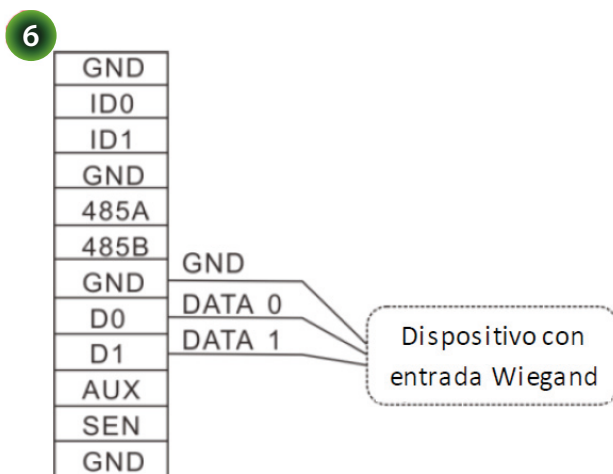 6
GND
ID0
ID1
GND
485A
485B
GND
GND
D0
DATA 0
D1
DATA 1
AUX
SEN
GND
Dispositivo con
entrada Wiegand